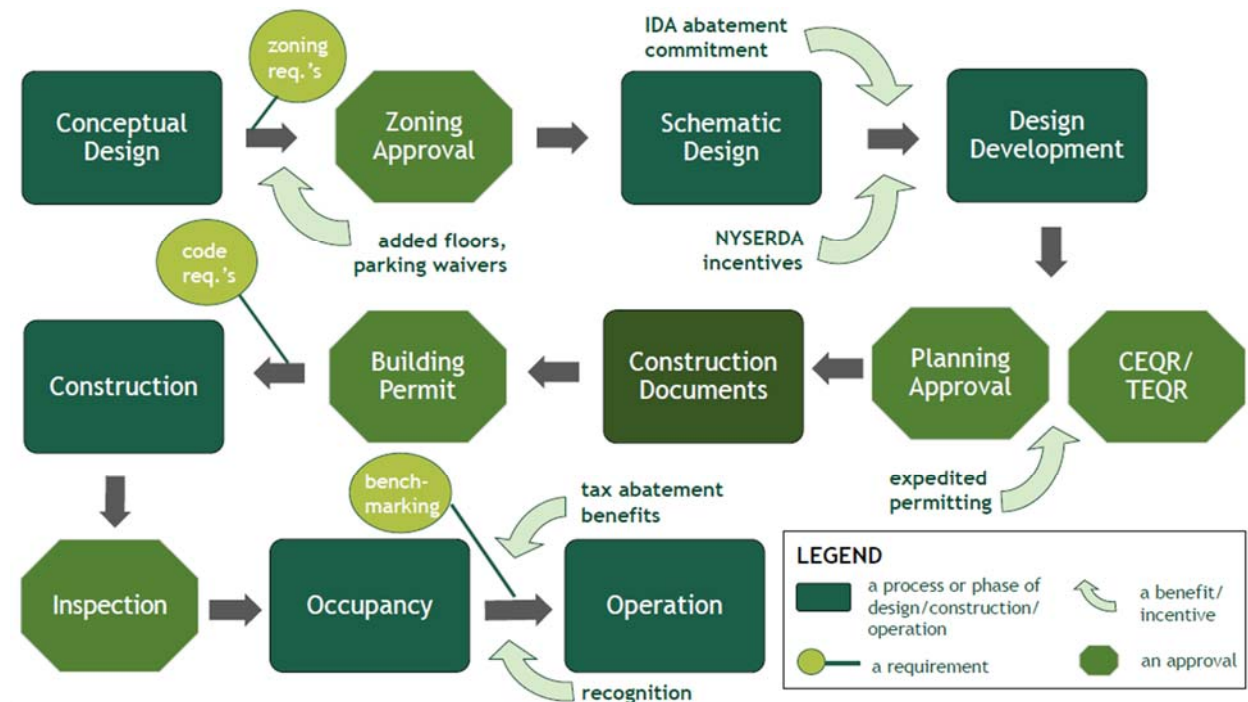 zoning
req.'s
IDA abatement
commitment
Conceptual
Design
Zoning
Approval
Schematic
Design
Design
Development
added floors,
parking waivers
NYSERDA
incentives
code
req.'s
Construction
Building
Permit
Construction
Documents
Planning
Approval
CEQR/
TEQR
bench-
marking
tax abatement
benefits
expedited
permitting
Inspection
Occupancy
Operation
recognition
LEGEND
a process or phase of
design/construction/
operation
a benefit/
incentive
a requirement
an approval